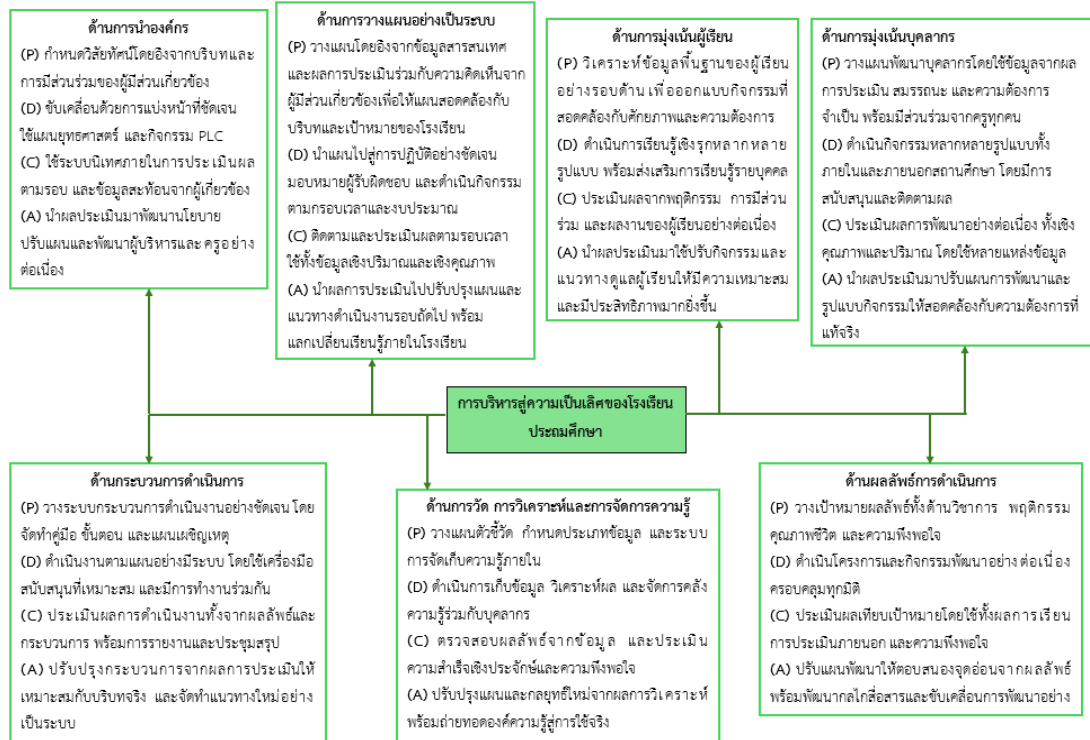 ด้านการนำองค์กร
(P) กำหนดวิสัยทัศน์โดยอิงจากบริบทและ
การมีส่วนร่วมของผู้มีส่วนเกี่ยวข้อง
(D) ขับเคลื่อนด้วยการแบ่งหน้าที่ชัดเจน
ใช้แผนยุทธศาสตร์ และกิจกรรม PLC
(C) ใช้ระบบนิเทศภายในการประเมินผล
ตามรอบ และข้อมูลสะท้อนจากผู้เกี่ยวข้อง
(A) นำผลประเมินมาพัฒนานโยบาย
ปรับแผนและพัฒนาผู้บริหารและ ครูอย่าง
ต่อเนื่อง
ด้านการวางแผนอย่างเป็นระบบ
(P) วางแผนโดยอิงจากข้อมูลสารสนเทศ
และผลการประเมินร่วมกับความคิดเห็นจาก
ผู้มีส่วนเกี่ยวข้องเพื่อให้แผนสอดคล้องกับ
บริบทและเป้าหมายของโรงเรียน
(D) นำแผนไปสู่การปฏิบัติอย่างชัดเจน
มอบหมายผู้รับผิดชอบ และดำเนินกิจกรรม
ตามกรอบเวลาและงบประมาณ
(C) ติดตามและประเมินผลตามรอบเวลา
ใช้ทั้งข้อมูลเชิงปริมาณและเชิงคุณภาพ
(A) นำผลการประเมินไปปรับปรุงแผนและ
แนวทางดำเนินงานรอบถัดไป พร้อม
แลกเปลี่ยนเรียนรู้ภายในโรงเรียน
ด้านการมุ่งเน้นผู้เรียน
(P) วิเคราะห์ข้อมูลพื้นฐานของผู้เรียน
อย่างรอบด้าน เพื่อออกแบบกิจกรรมที่
สอดคล้องกับศักยภาพและความต้องการ
(D) ดำเนินการเรียนรู้เชิงรุกหลากหลาย
รูปแบบ พร้อมส่งเสริมการเรียนรู้รายบุคคล
(C) ประเมินผลจากพฤติกรรม การมีส่วน
ร่วม และผลงานของผู้เรียนอย่างต่อเนื่อง
(A) นำผลประเมินมาใช้ปรับกิจกรรมและ
แนวทางดูแลผู้เรียนให้มีความเหมาะสม
และมีประสิทธิภาพมากยิ่งขึ้น
ด้านการมุ่งเน้นบุคลากร
(P) วางแผนพัฒนาบุคลากรโดยใช้ข้อมูลจากผล
การประเมิน สมรรถนะ และความต้องการ
จำเป็น พร้อมมีส่วนร่วมจากครูทุกคน
(D) ดำเนินกิจกรรมหลากหลายรูปแบบทั้ง
ภายในและภายนอกสถานศึกษา โดยมีการ
สนับสนุนและติดตามผล
(C) ประเมินผลการพัฒนาอย่างต่อเนื่อง ทั้งเชิง
คุณภาพและปริมาณ โดยใช้หลายแหล่งข้อมูล
(A) นำผลประเมินมาปรับแผนการพัฒนาและ
รูปแบบกิจกรรมให้สอดคล้องกับความต้องการที่
แท้จริง
การบริหารสู่ความเป็นเลิศของโรงเรียน
ประถมศึกษา
ด้านกระบวนการดำเนินการ
(P) วางระบบกระบวนการดำเนินงานอย่างชัดเจน โดย
จัดทำคู่มือ ขั้นตอน และแผนเผชิญเหตุ
(D) ดำเนินงานตามแผนอย่างมีระบบ โดยใช้เครื่องมือ
สนับสนุนที่เหมาะสม และมีการทำงานร่วมกัน
(C) ประเมินผลการดำเนินงานทั้งจากผลลัพธ์และ
กระบวนการ พร้อมการรายงานและประชุมสรุป
(A) ปรับปรุงกระบวนการจากผลการประเมินให้
เหมาะสมกับบริบทจริง และจัดทำแนวทางใหม่อย่าง
เป็นระบบ
ด้านการวัด การวิเคราะห์และการจัดการความรู้
(P) วางแผนตัวชี้วัด กำหนดประเภทข้อมูล และระบบ
การจัดเก็บความรู้ภายใน
(D) ดำเนินการเก็บข้อมูล วิเคราะห์ผล และจัดการคลัง
ความรู้ร่วมกับบุคลากร
(C) ตรวจสอบผลลัพธ์จากข้อมูล และประเมิน
ความสำเร็จเชิงประจักษ์และความพึงพอใจ
(A) ปรับปรุงแผนและกลยุทธ์ใหม่จากผลการวิเคราะห์
พร้อมถ่ายทอดองค์ความรู้สู่การใช้จริง
ด้านผลลัพธ์การดำเนินการ
(P) วางเป้าหมายผลลัพธ์ทั้งด้านวิชาการ พฤติกรรม
คุณภาพชีวิต และความพึงพอใจ
(D) ดำเนินโครงการและกิจกรรมพัฒนาอย่างต่อเนื่อง
ครอบคลุมทุกมิติ
(C) ประเมินผลเทียบเป้าหมายโดยใช้ทั้งผลการเรียน
การประเมินภายนอก และความพึงพอใจ
(A) ปรับแผนพัฒนาให้ตอบสนองจุดอ่อนจากผลลัพธ์
พร้อมพัฒนากลไกสื่อสารและขับเคลื่อนการพัฒนาอย่าง